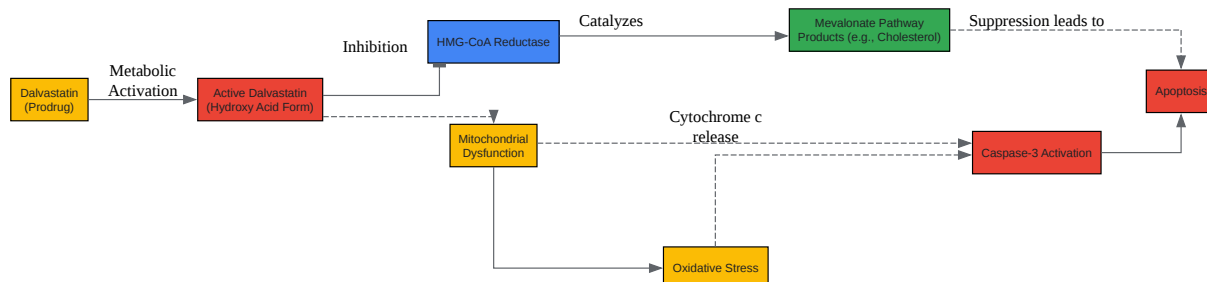 Catalyzes
Suppression leads to
Mevalonate Pathway
Products (e.g., Cholesterol)
HMG-CoA Reductase
Inhibition
Metabolic
Activation
Dalvastatin
(Prodrug)
Active Dalvastatin
(Hydroxy Acid Form)
Apoptosis
Cytochrome c
release
Mitochondrial
Dysfunction
Caspase-3 Activation
Oxidative Stress